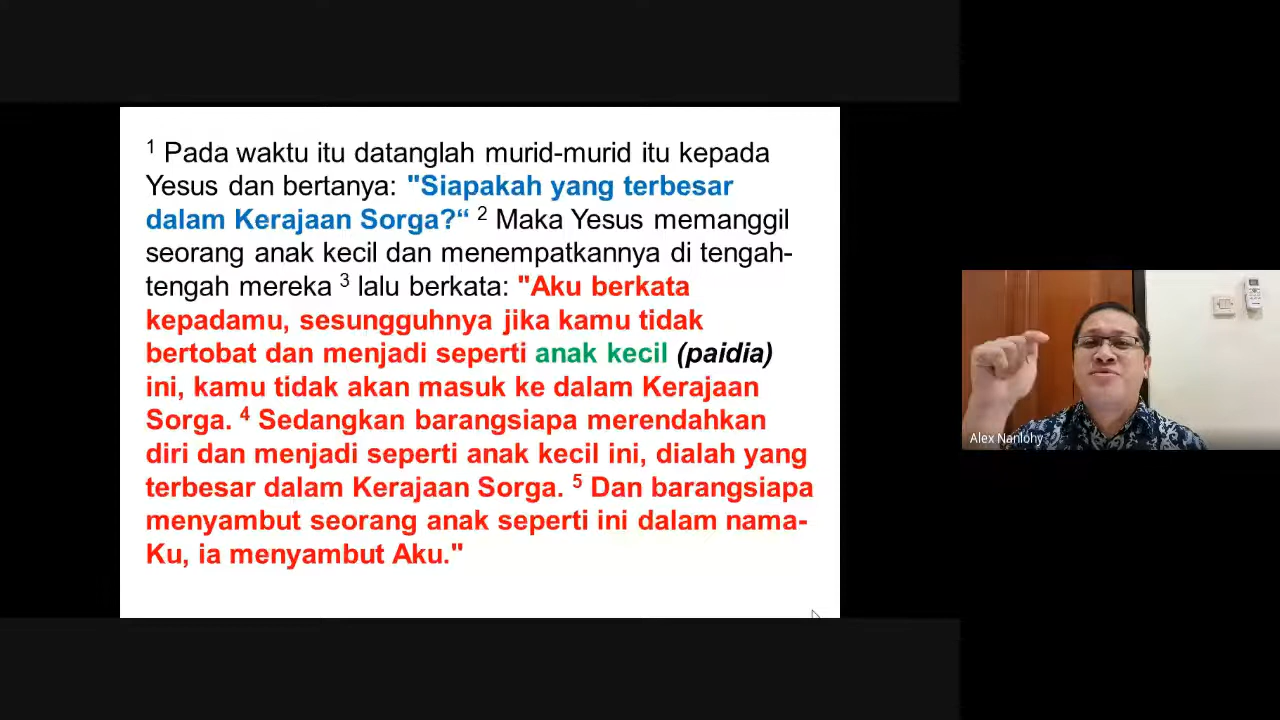 ¹ Pada waktu itu datanglah murid-murid itu kepada
Yesus dan bertanya: "Siapakah yang terbesar
dalam Kerajaan Sorga?“ ² Maka Yesus memanggil
seorang anak kecil dan menempatkannya di tengah-
tengah mereka ³ lalu berkata: "Aku berkata
kepadamu, sesungguhnya jika kamu tidak
bertobat dan menjadi seperti anak kecil (paidia)
ini, kamu tidak akan masuk ke dalam Kerajaan
Sorga. ⁴ Sedangkan barangsiapa merendahkan
diri dan menjadi seperti anak kecil ini, dialah yang
terbesar dalam Kerajaan Sorga. ⁵ Dan barangsiapa
menyambut seorang anak seperti ini dalam nama-
Ku, ia menyambut Aku."
Alex Nanlohy